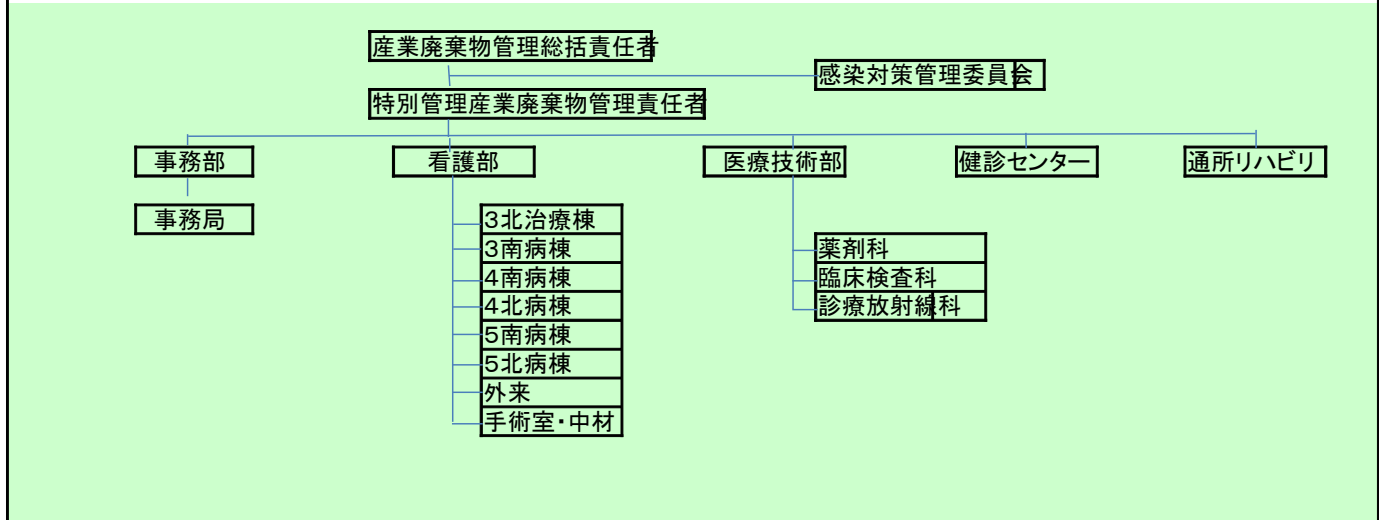 産業廃棄物管理総括責任者
感染対策管理委員会
特別管理産業廃棄物管理責任者
事務部
看護部
医療技術部
健診センター
通所リハビリ
事務局
3北治療棟
3南病棟
4南病棟
4北病棟
5南病棟
5北病棟
外来
手術室・中材
薬剤科
臨床検査科
診療放射線科